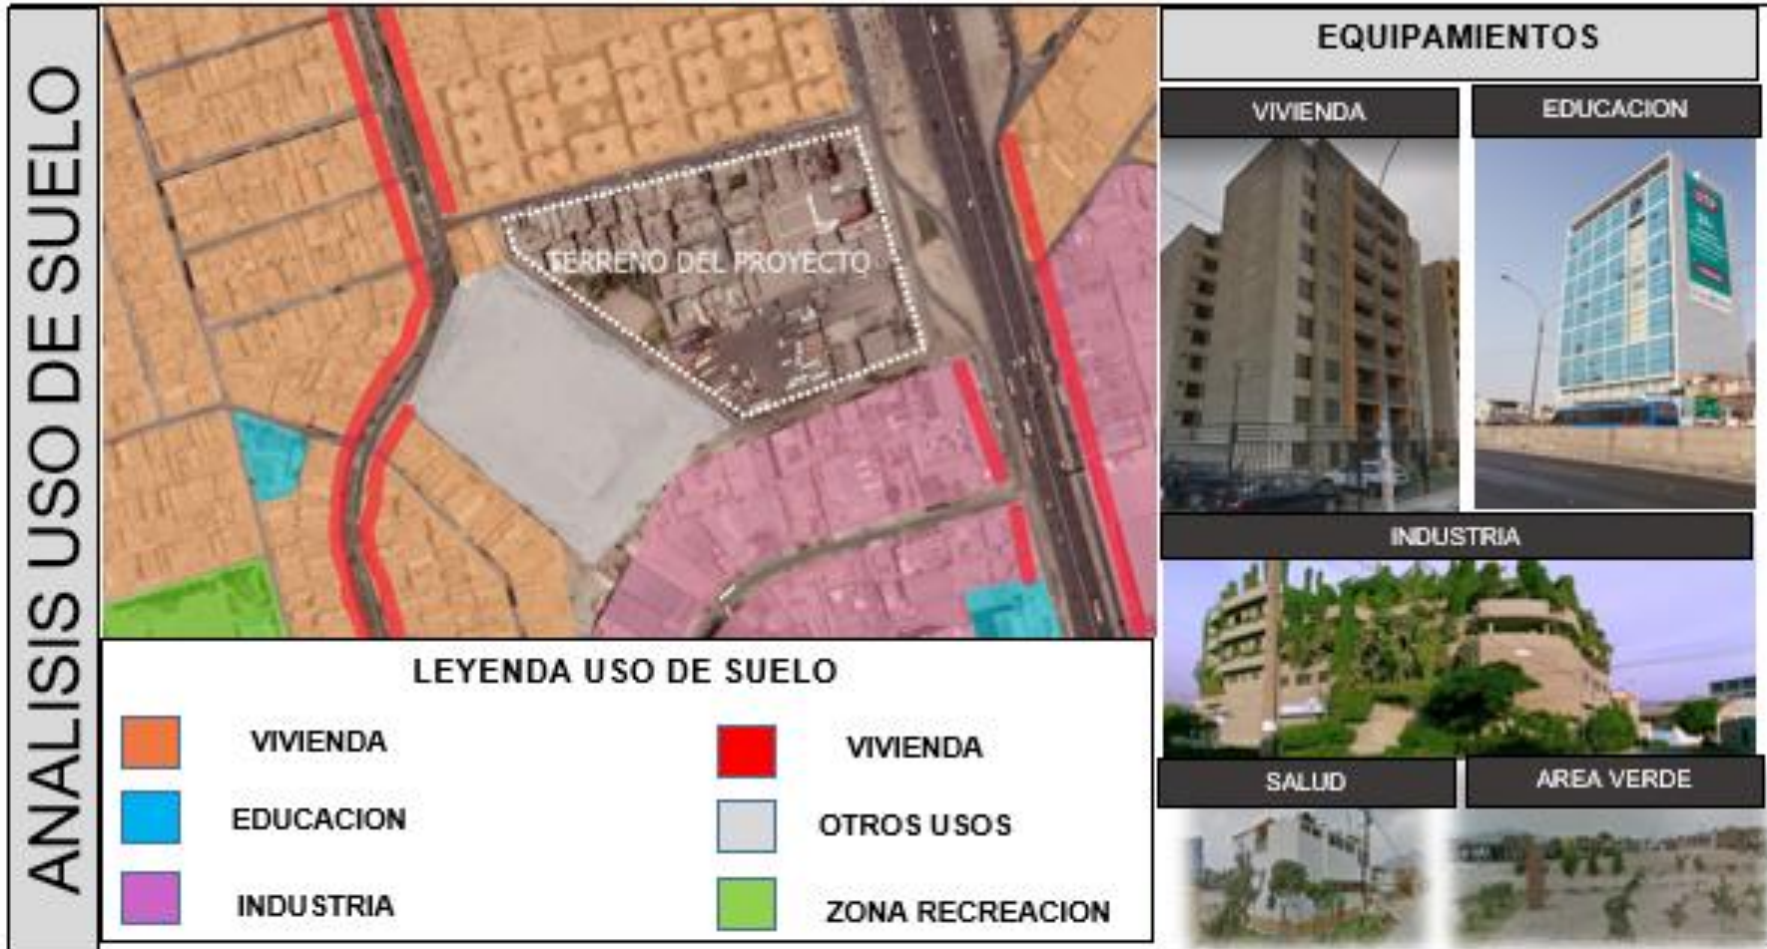 ANALISIS USO DE SUELO
TERRENO DEL PROYECTO
LEYENDA USO DE SUELO
VIVIENDA
EDUCACION
INDUSTRIA
VIVIENDA
OTROS USOS
ZONA RECREACION
EQUIPAMIENTOS
VIVIENDA
EDUCACION
INDUSTRIA
SALUD
AREA VERDE